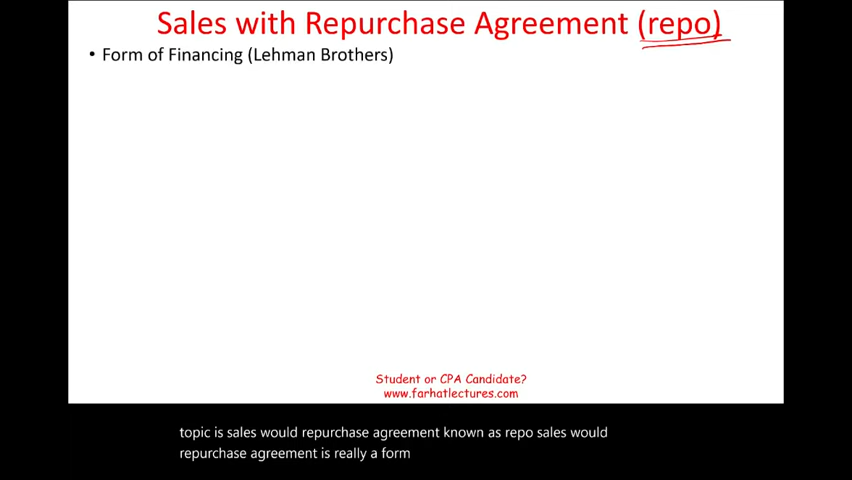 Sales with Repurchase Agreement (repo)
• Form of Financing (Lehman Brothers)
Student or CPA Candidate?
www.farhatlectures.com
topic is sales would repurchase agreement known as repo sales would
repurchase agreement is really a form